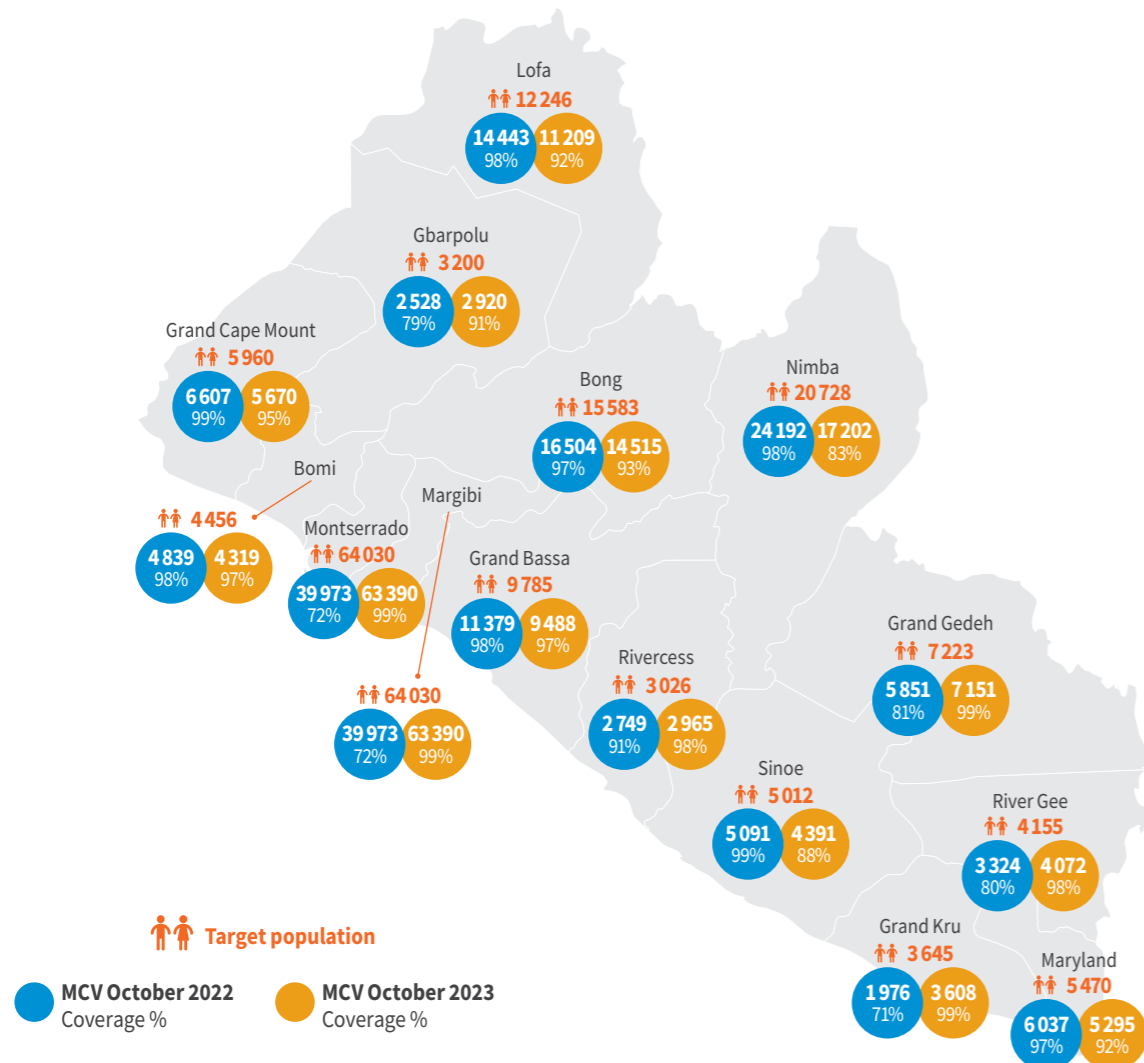 Lofa
12 246
14 443 11 209
98% 92%
Gbarpolu
3 200
2 528 2 920
79% 91%
Grand Cape Mount
5 960
6 607 5 670
99% 95%
Bong
15 583
16 504 14 515
97% 93%
Nimba
20 728
24 192 17 202
98% 83%
Bomi
4 456
4 839 4 319
98% 97%
Montserrado
64 030
39 973 63 390
72% 99%
Margibi
64 030
39 973 63 390
72% 99%
Grand Bassa
9 785
11 379 9 488
98% 97%
Rivercess
3 026
2 749 2 965
91% 98%
Grand Gedeh
7 223
5 851 7 151
81% 99%
Sinoe
5 012
5 091 4 391
99% 88%
River Gee
4 155
3 324 4 072
80% 98%
Grand Kru
3 645
1 976 3 608
71% 99%
Maryland
5 470
6 037 5 295
97% 92%
Target population
MCV October 2022
Coverage %
MCV October 2023
Coverage %